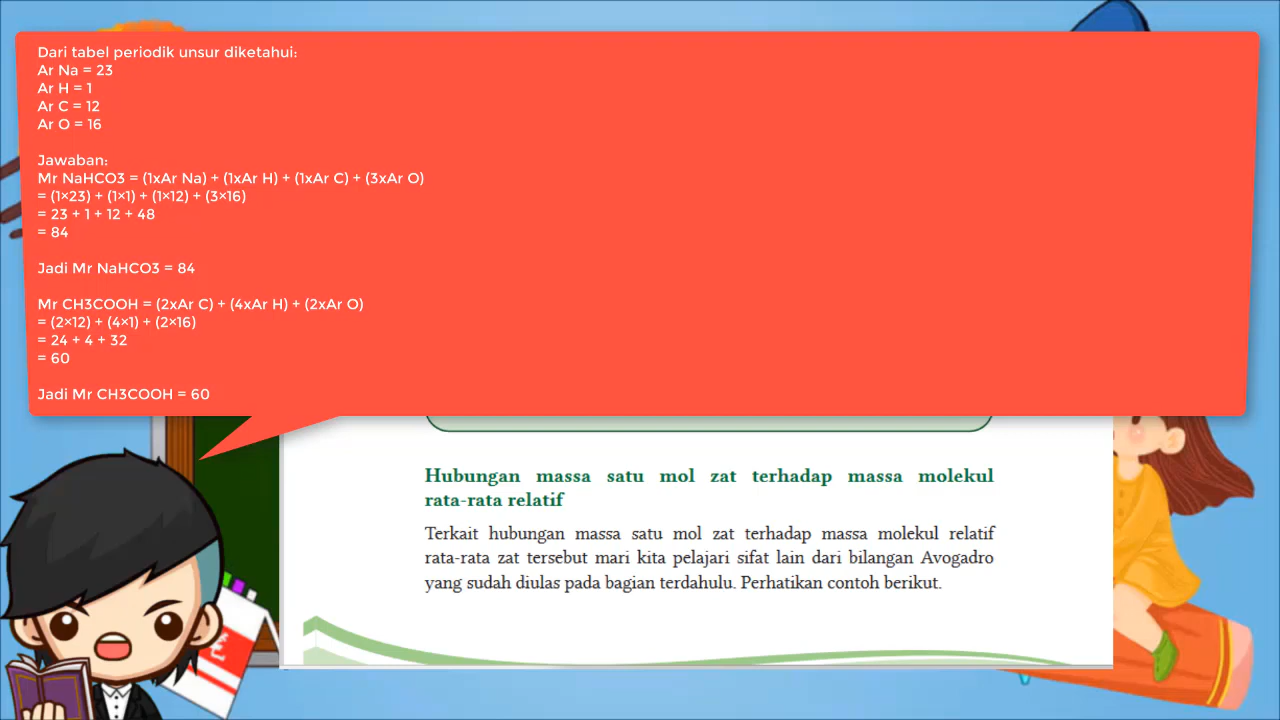 Dari tabel periodik unsur diketahui:
Ar Na = 23
Ar H = 1
Ar C = 12
Ar O = 16
Jawaban:
Mr NaHCO3 = (1xAr Na) + (1xAr H) + (1xAr C) + (3xAr O)
= (1×23) + (1×1) + (1×12) + (3×16)
= 23 + 1 + 12 + 48
= 84
Jadi Mr NaHCO3 = 84
Mr CH3COOH = (2xAr C) + (4xAr H) + (2xAr O)
= (2×12) + (4×1) + (2×16)
= 24 + 4 + 32
= 60
Jadi Mr CH3COOH = 60
Hubungan massa satu mol zat terhadap massa molekul
rata-rata relatif
Terkait hubungan massa satu mol zat terhadap massa molekul relatif
rata-rata zat tersebut mari kita pelajari sifat lain dari bilangan Avogadro
yang sudah diulas pada bagian terdahulu. Perhatikan contoh berikut.